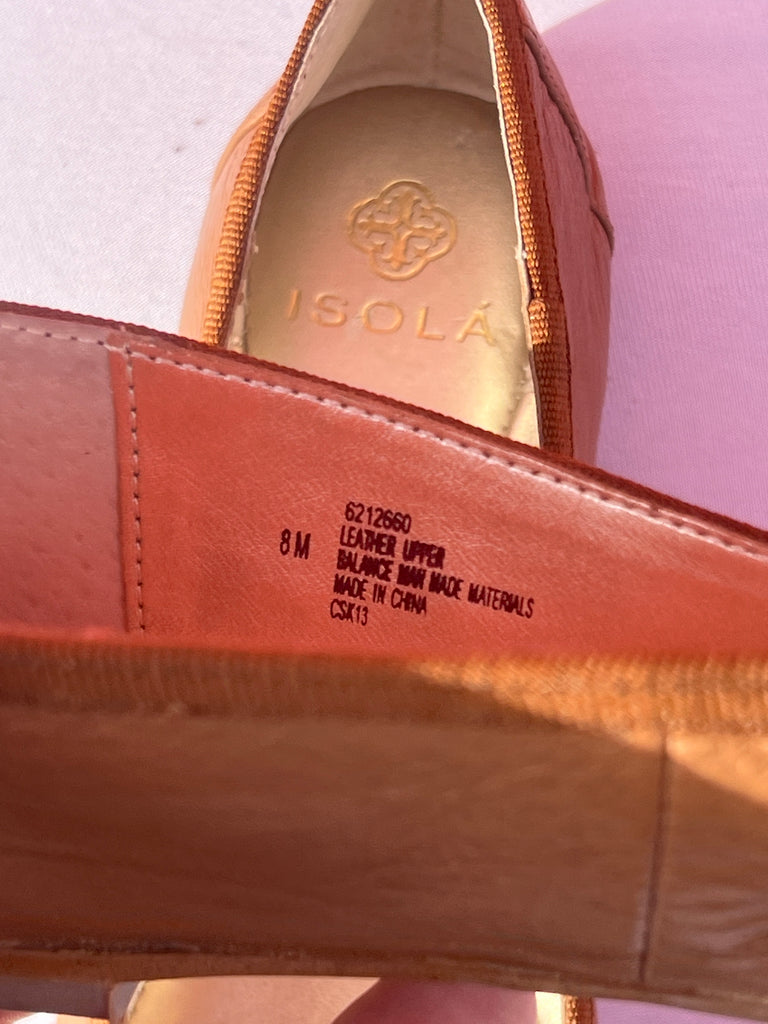 ISOLÁ
6212660
8 M
LEATHER UPPER
BALANCE MAN MADE MATERIALS
MADE IN CHINA
CSK13